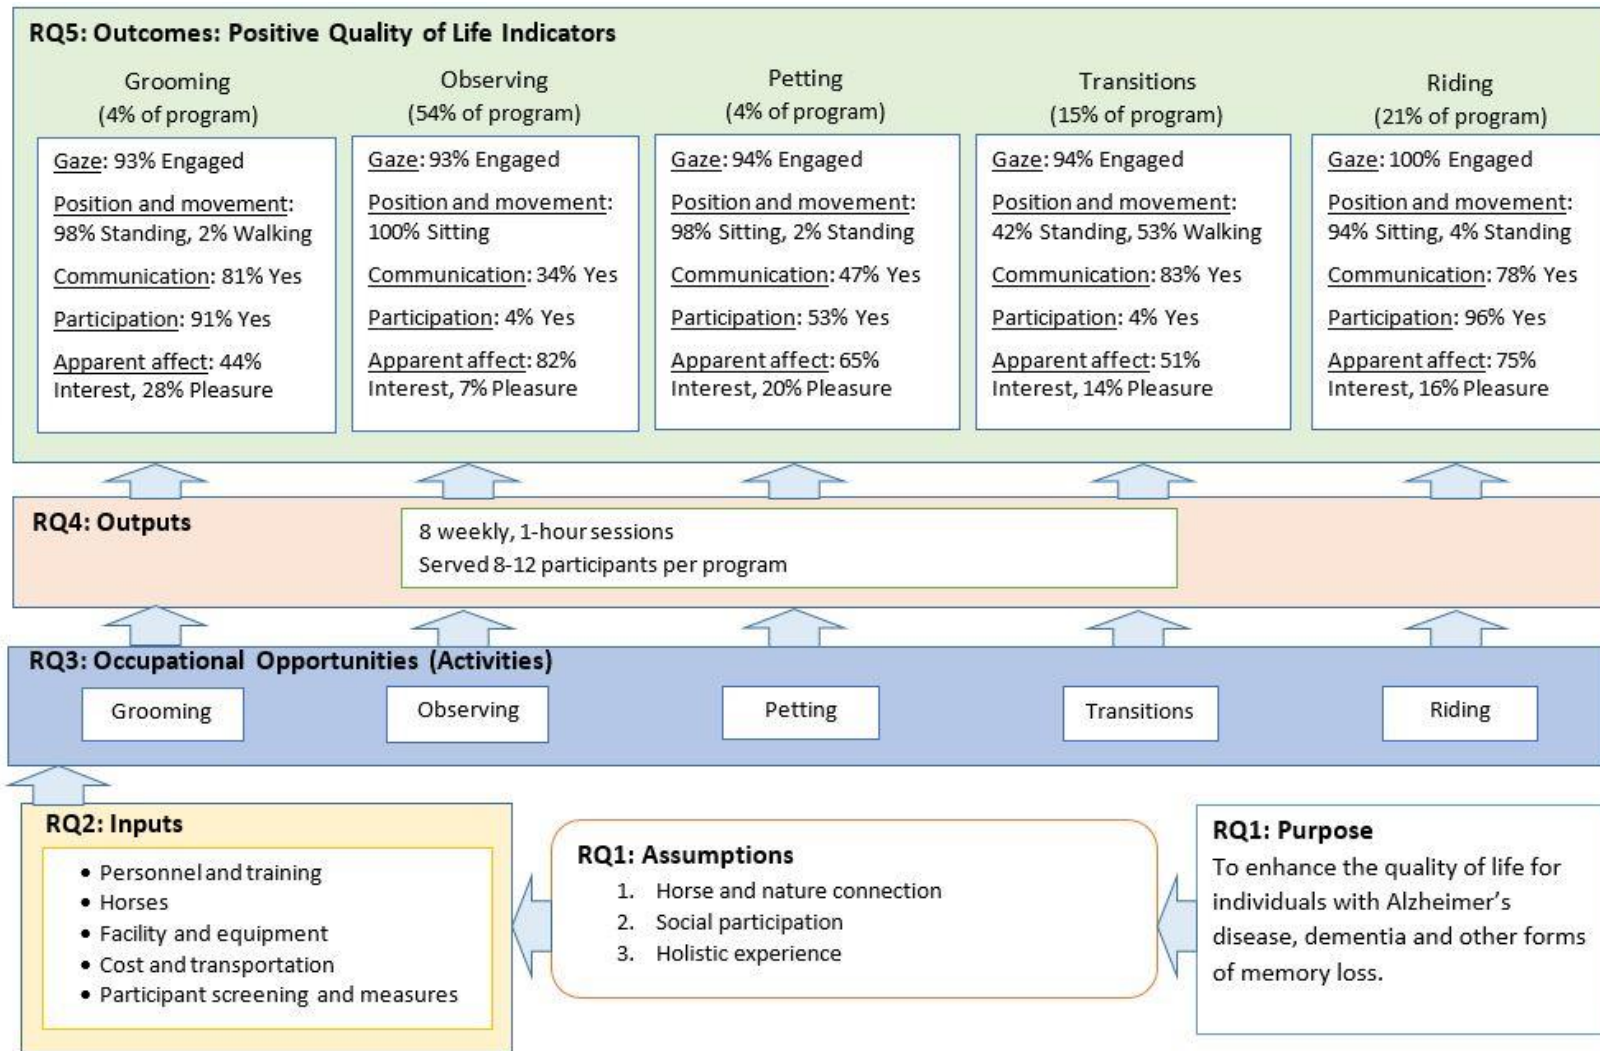 RQ5: Outcomes: Positive Quality of Life Indicators
Grooming
(4% of program)
Gaze: 93% Engaged
Position and movement:
98% Standing, 2% Walking
Communication: 81% Yes
Participation: 91% Yes
Apparent affect: 44%
Interest, 28% Pleasure
Observing
(54% of program)
Gaze: 93% Engaged
Position and movement:
100% Sitting
Communication: 34% Yes
Participation: 4% Yes
Apparent affect: 82%
Interest, 7% Pleasure
Petting
(4% of program)
Gaze: 94% Engaged
Position and movement:
98% Sitting, 2% Standing
Communication: 47% Yes
Participation: 53% Yes
Apparent affect: 65%
Interest, 20% Pleasure
Transitions
(15% of program)
Gaze: 94% Engaged
Position and movement:
42% Standing, 53% Walking
Communication: 83% Yes
Participation: 4% Yes
Apparent affect: 51%
Interest, 14% Pleasure
Riding
(21% of program)
Gaze: 100% Engaged
Position and movement:
94% Sitting, 4% Standing
Communication: 78% Yes
Participation: 96% Yes
Apparent affect: 75%
Interest, 16% Pleasure
RQ4: Outputs
8 weekly, 1-hour sessions
Served 8-12 participants per program
RQ3: Occupational Opportunities (Activities)
Grooming
Observing
Petting
Transitions
Riding
RQ2: Inputs
• Personnel and training
• Horses
• Facility and equipment
• Cost and transportation
• Participant screening and measures
RQ1: Assumptions
1. Horse and nature connection
2. Social participation
3. Holistic experience
RQ1: Purpose
To enhance the quality of life for
individuals with Alzheimer's
disease, dementia and other forms
of memory loss.